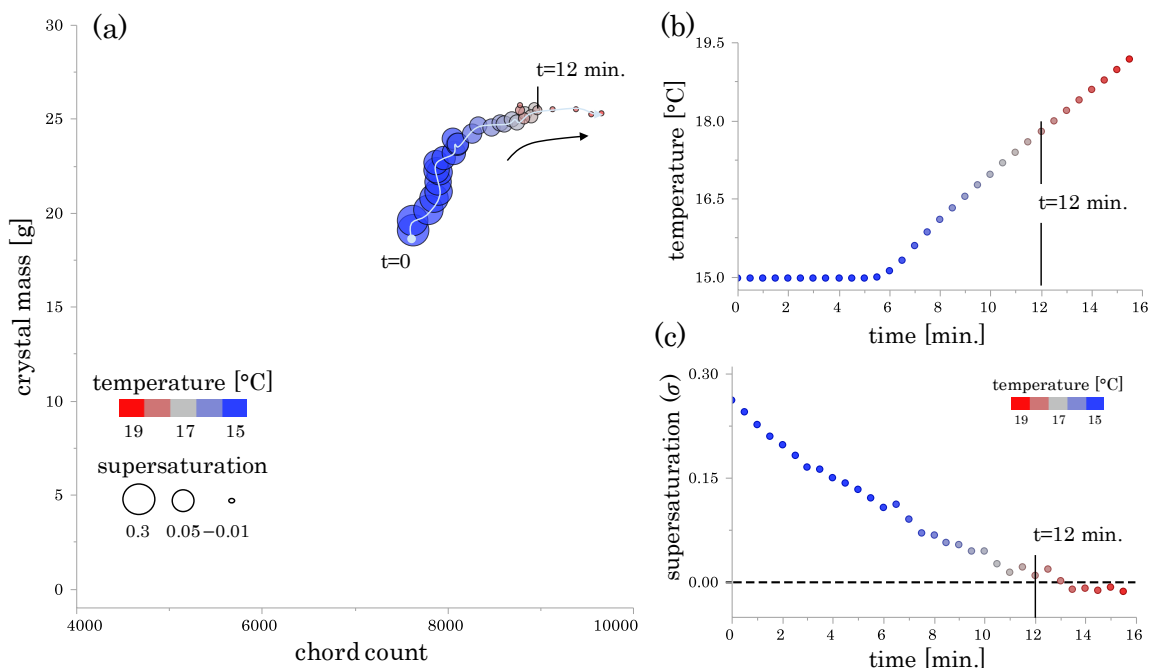 (a)
30
25
20
15
10
5
0
crystal mass [g]
t=12 min.
t=0
temperature [°C]
19 17 15
supersaturation
0.3 0.05 −0.01
4000 6000 8000 10000
chord count
(b)
19.5
18.0
16.5
15.0
temperature [°C]
t=12 min.
0 2 4 6 8 10 12 14 16
time [min.]
(c)
0.30
0.15
0.00
supersaturation (σ)
temperature [°C]
19 17 15
t=12 min.
0 2 4 6 8 10 12 14 16
time [min.]